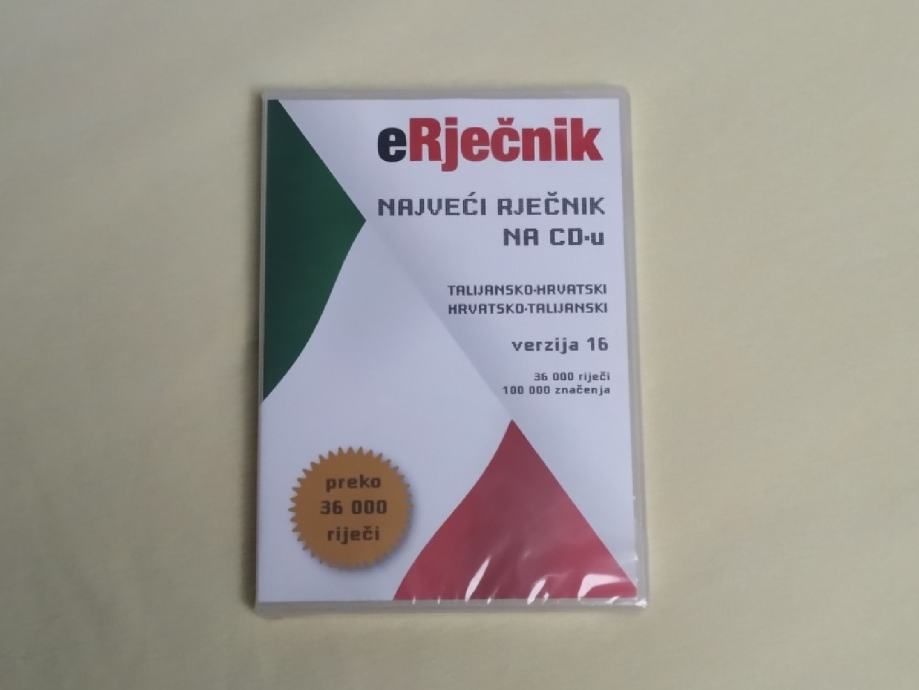 eRječnik
NAJVEĆI RJEČNIK
NA CD-u
TALIJANSKO-HRVATSKI
HRVATSKO-TALIJANSKI
verzija 16
36 000 riječi
100 000 značenja
preko
36 000
riječi